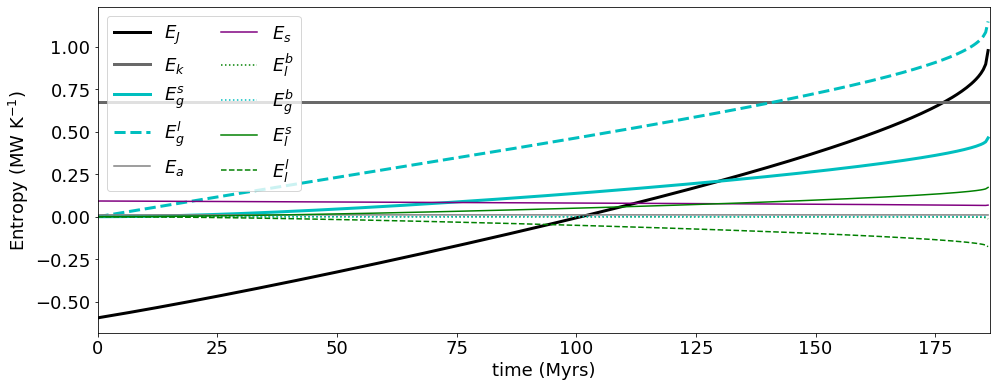 1.00
0.75
0.50
0.25
0.00
−0.25
−0.50
Entropy (MW K⁻¹)
E_J
E_k
E_g^s
E_g^l
E_a
E_s
E_l^b
E_g^b
E_l^s
E_l^l
0 25 50 75 100 125 150 175
time (Myrs)